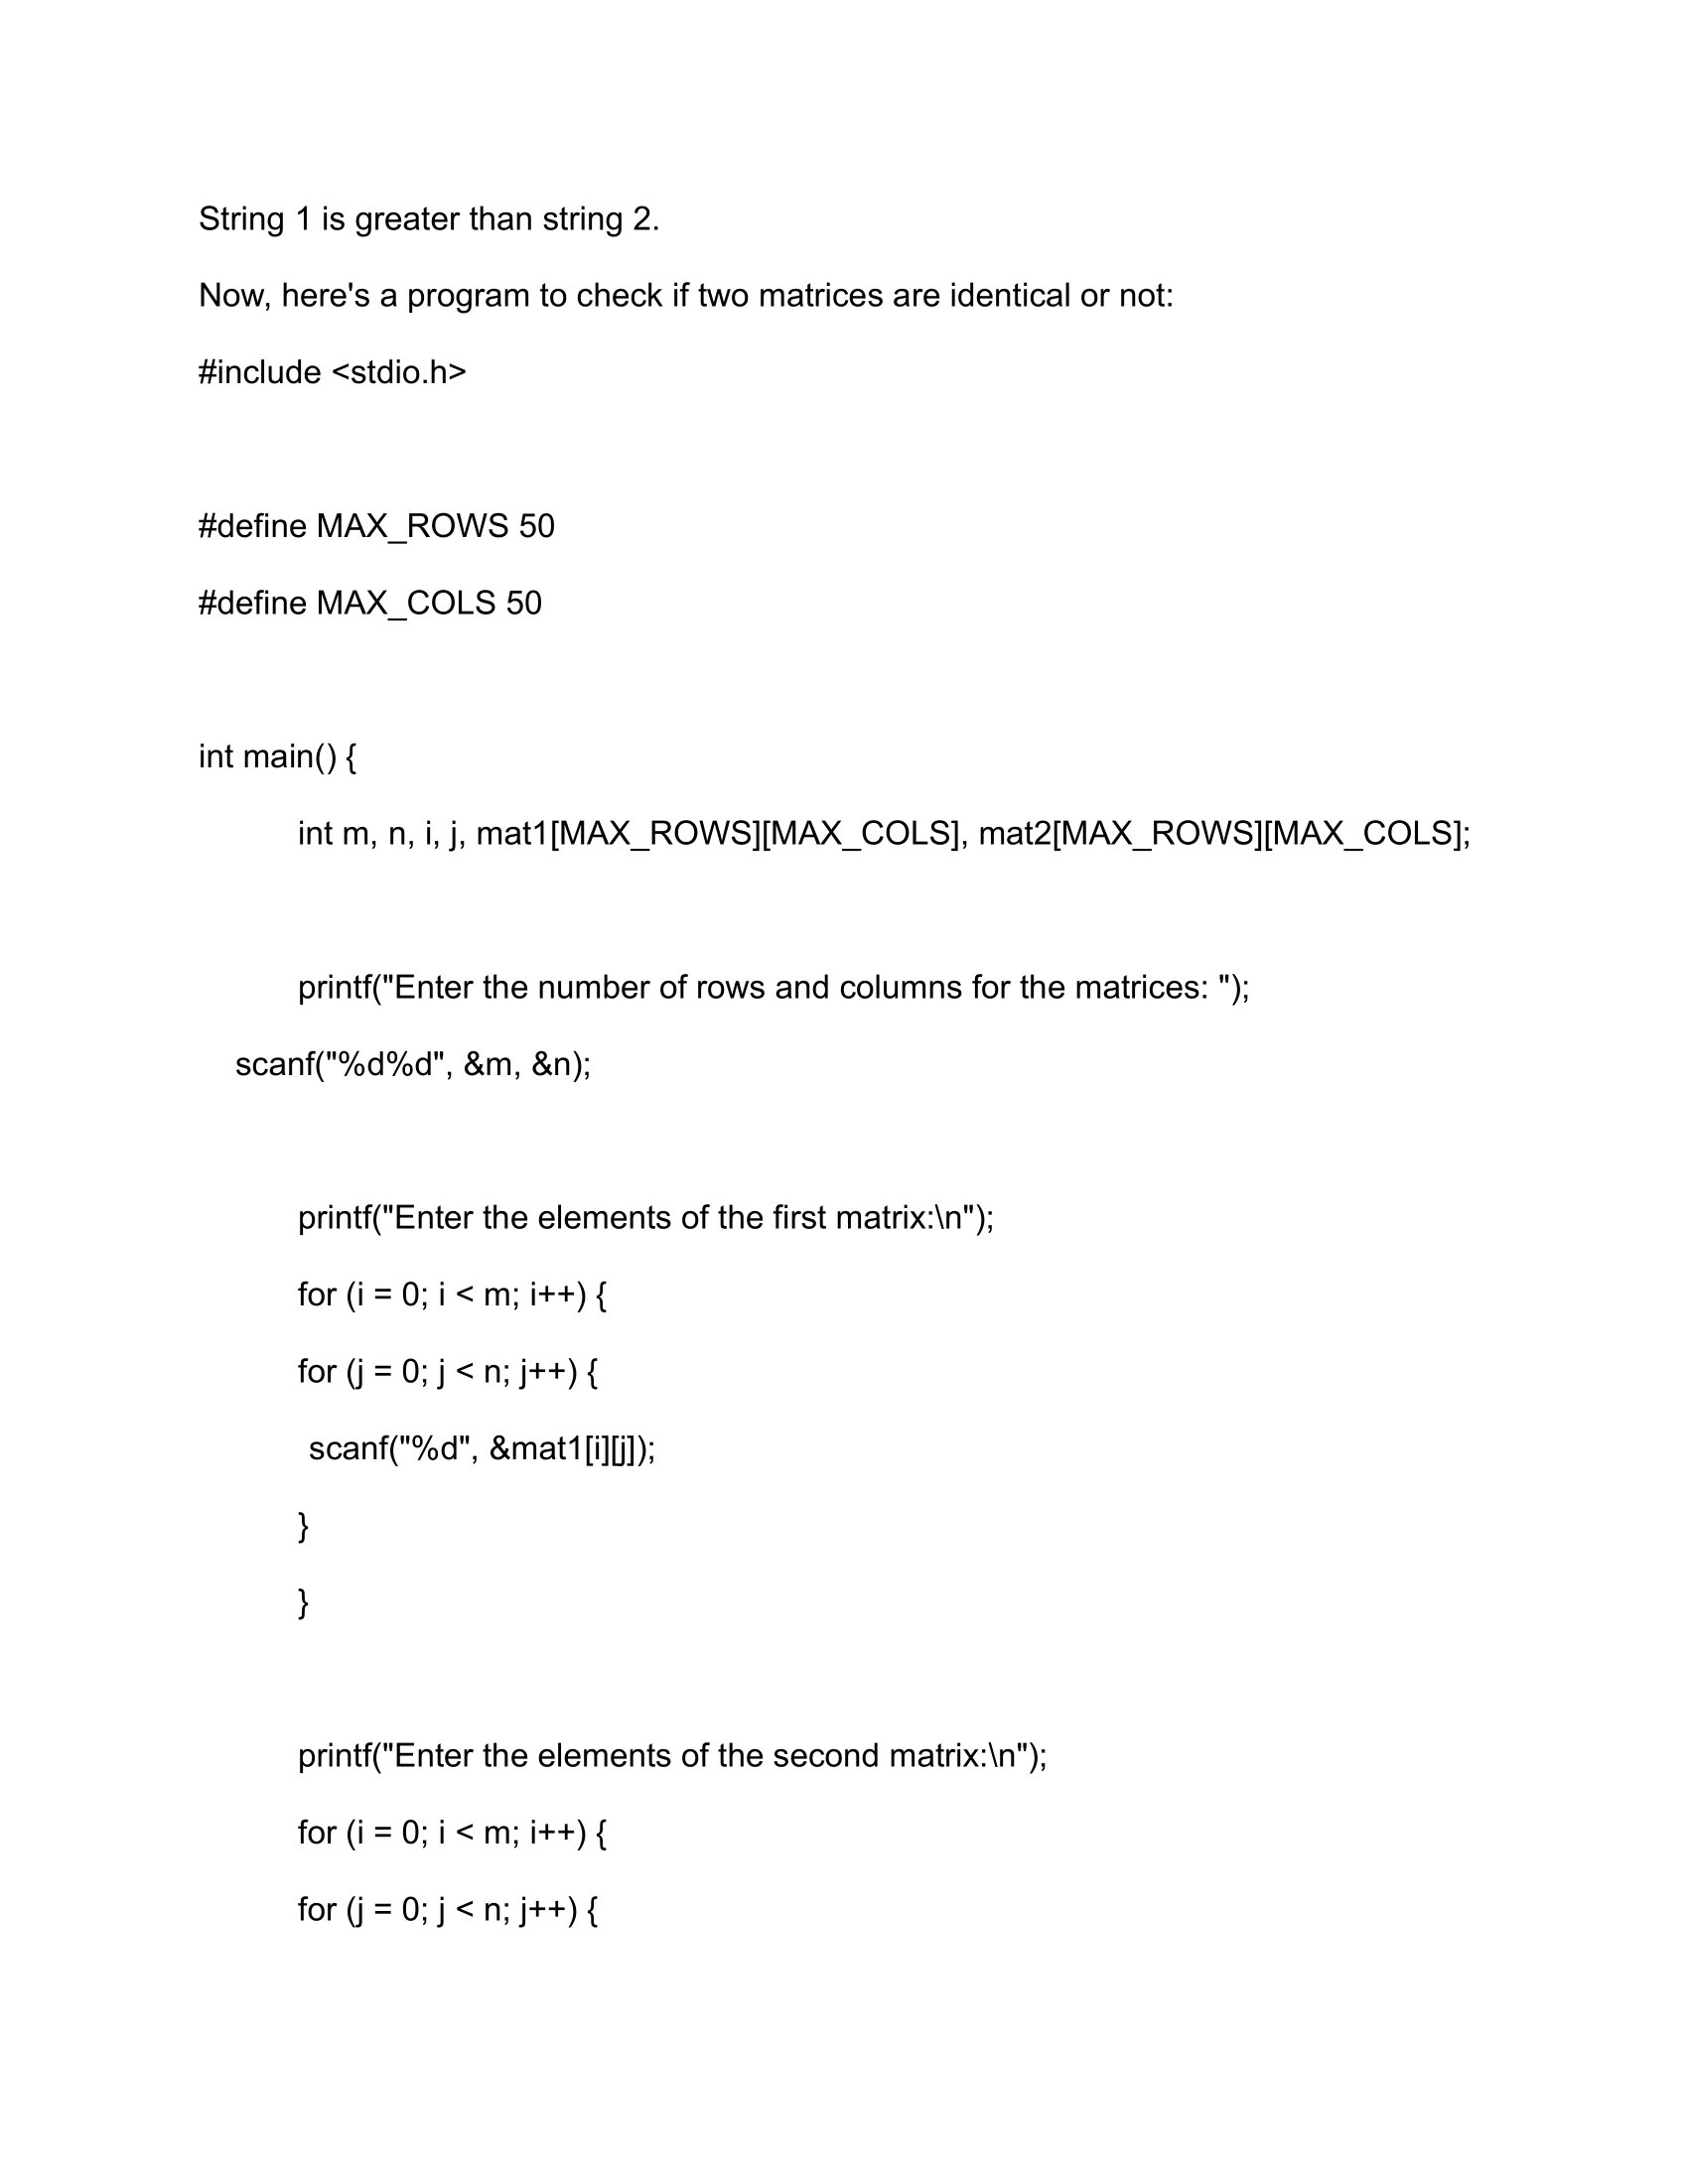 String 1 is greater than string 2.
Now, here's a program to check if two matrices are identical or not:
#include <stdio.h>
#define MAX_ROWS 50
#define MAX_COLS 50
int main() {
int m, n, i, j, mat1[MAX_ROWS][MAX_COLS], mat2[MAX_ROWS][MAX_COLS];
printf("Enter the number of rows and columns for the matrices: ");
scanf("%d%d", &m, &n);
printf("Enter the elements of the first matrix:\n");
for (i = 0; i < m; i++) {
for (j = 0; j < n; j++) {
scanf("%d", &mat1[i][j]);
}
}
printf("Enter the elements of the second matrix:\n");
for (i = 0; i < m; i++) {
for (j = 0; j < n; j++) {